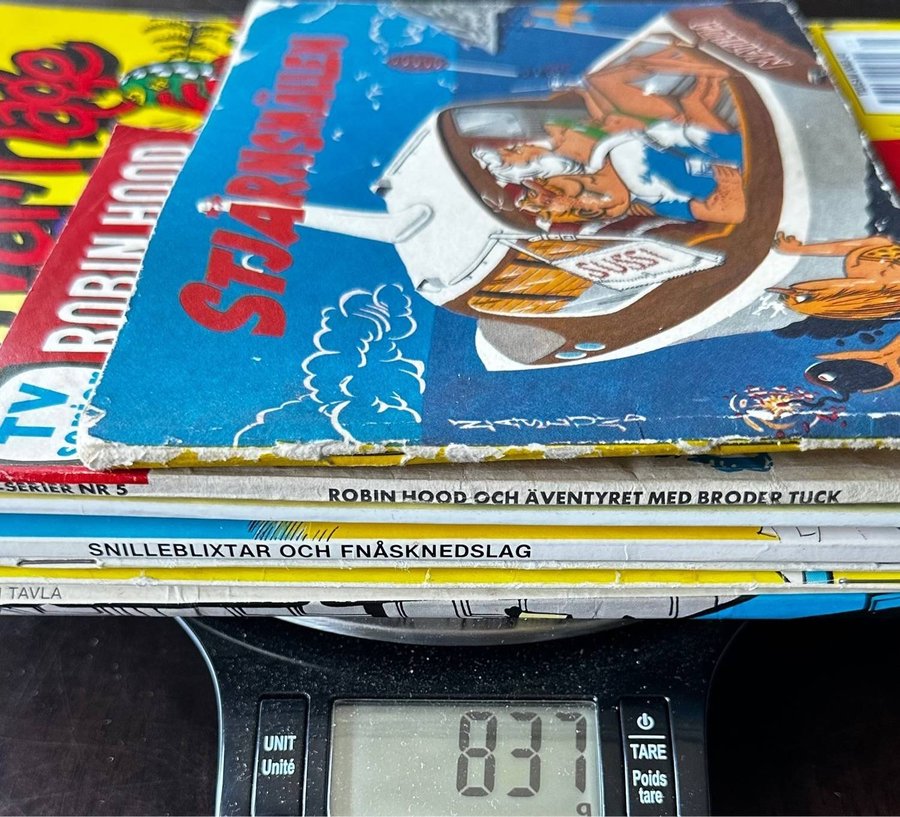 STJÄRNSMÄLLEN
SUSSI
ROBIN HOOD
TV
SERIER NR 5
ROBIN HOOD OCH ÄVENTYRET MED BRODER TUCK
SNILLEBLIXTAR OCH FNÅSKNEDSLAG
TAVLA
UNIT
Unité
837
g
TARE
Poids
tare